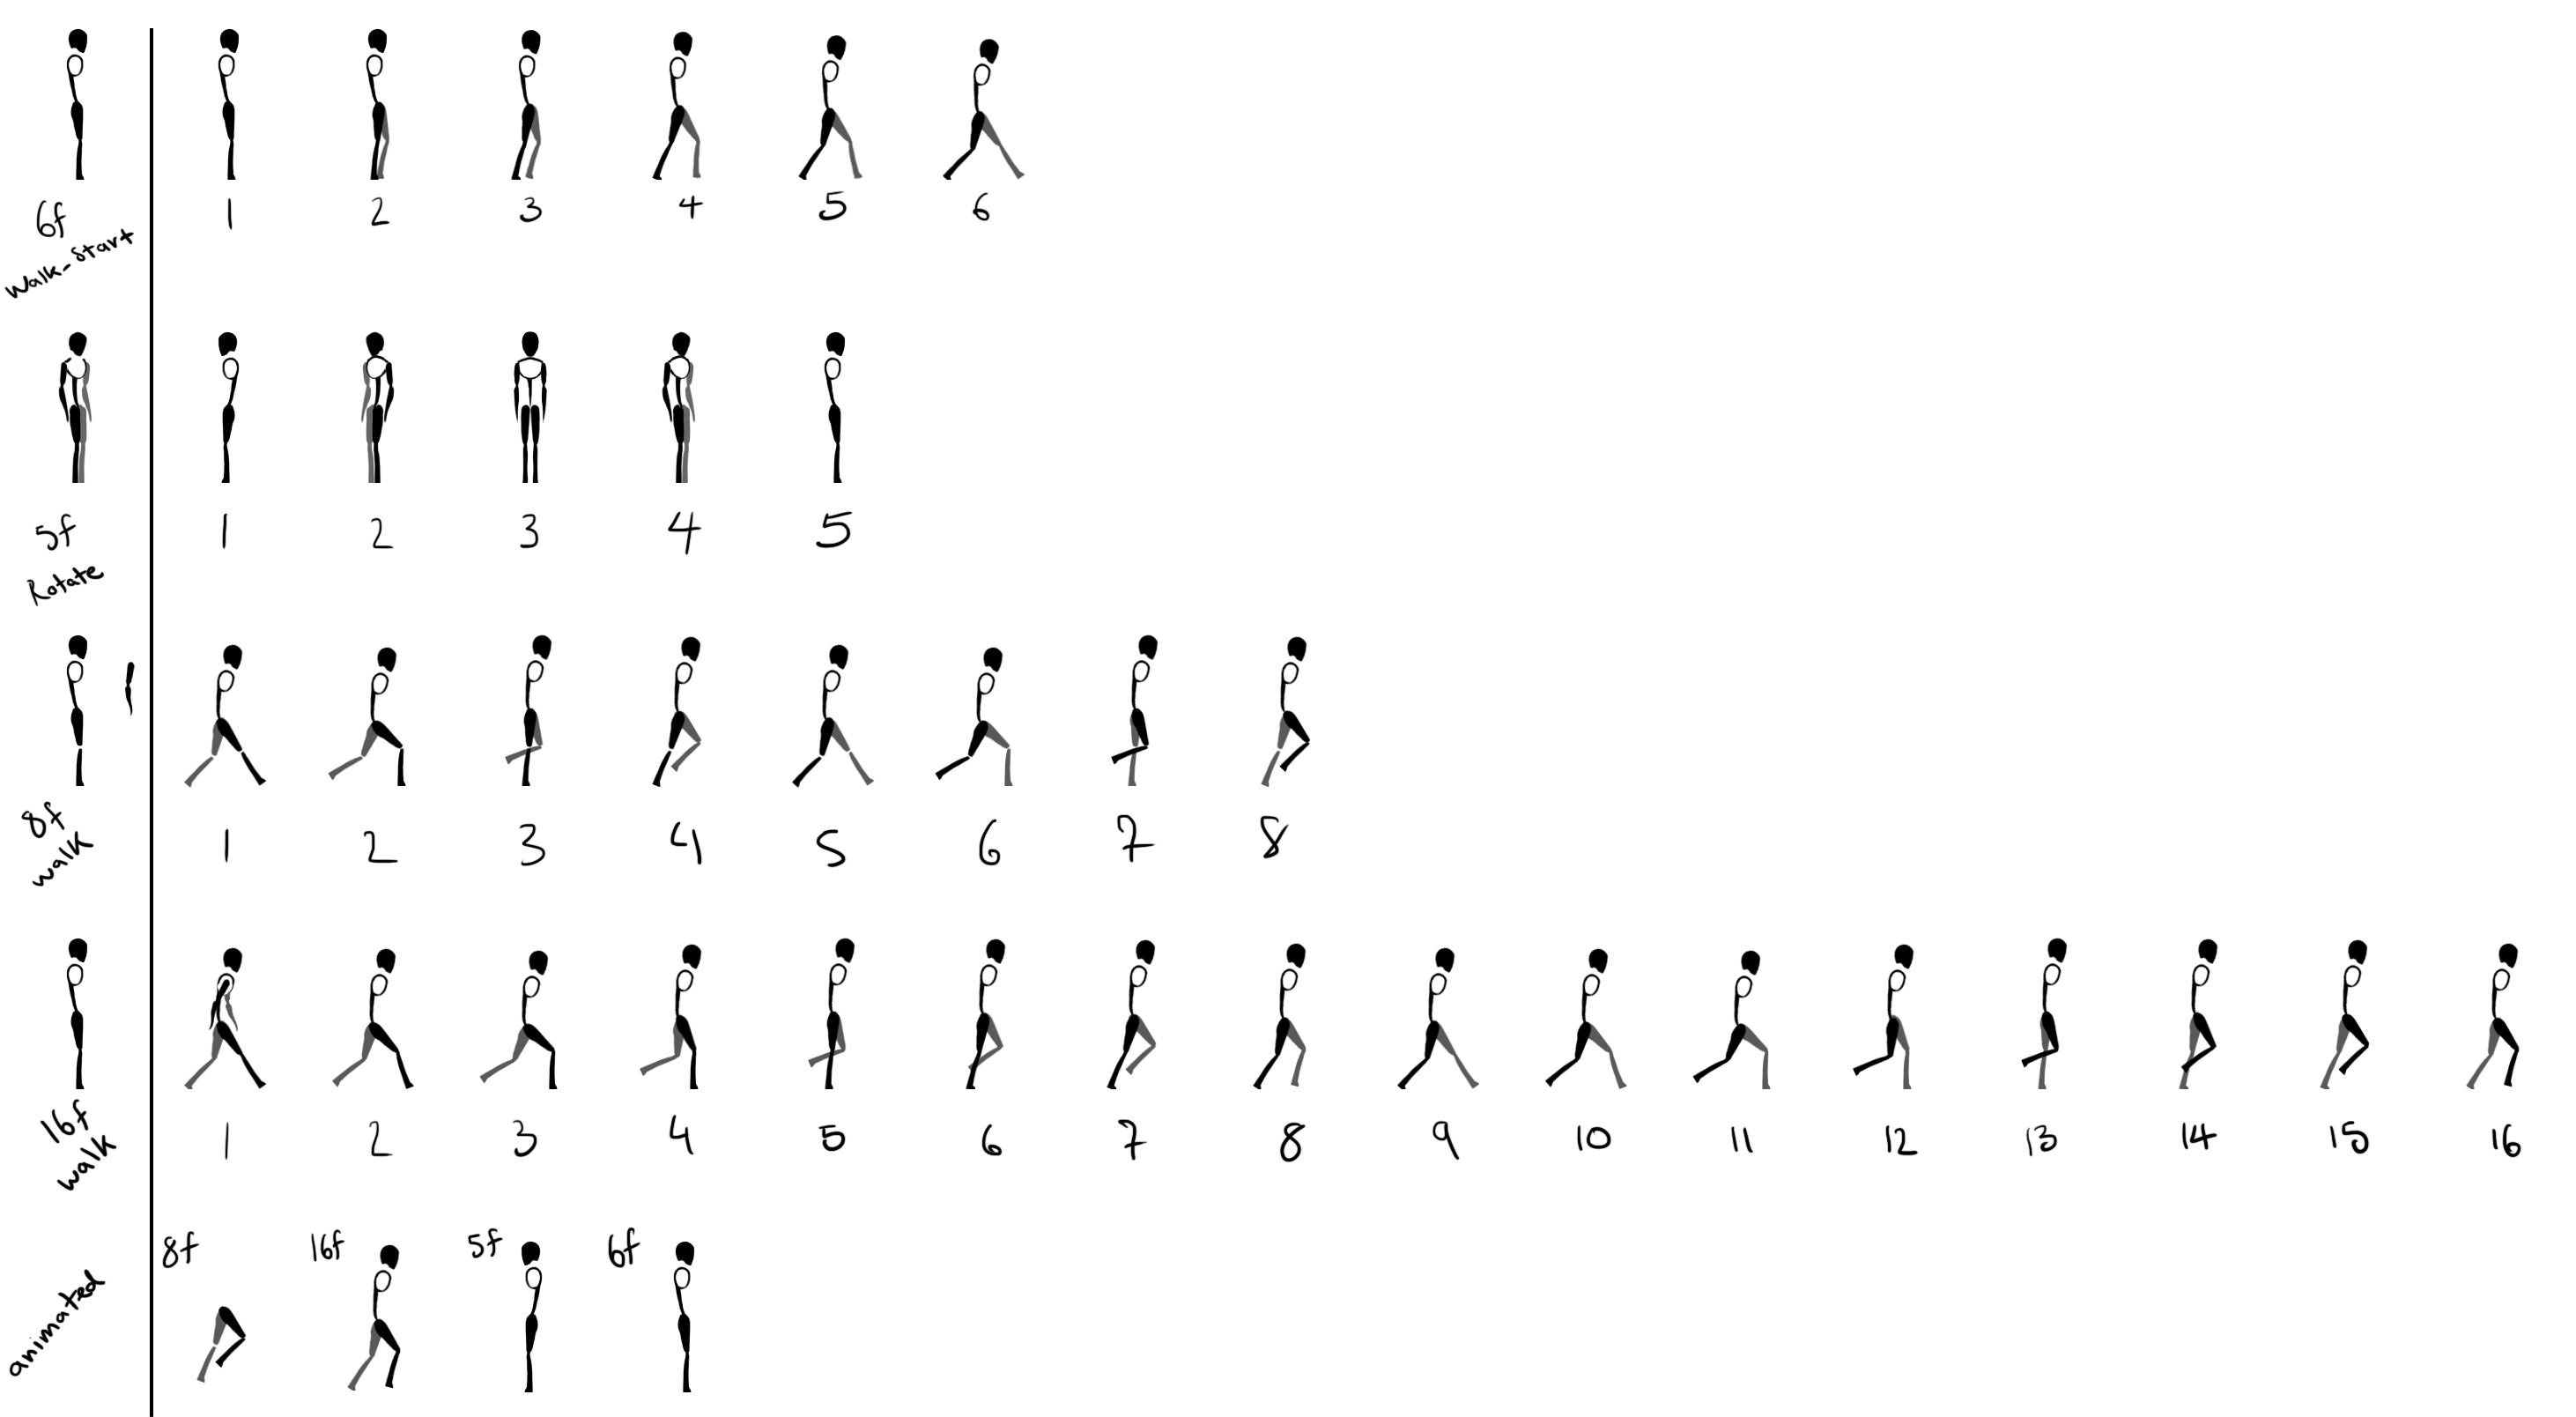 1 2 3 4 5 6
6f
walk_start
1 2 3 4 5
5f
Rotate
1 2 3 4 5 6 7 8
8f
walk
1 2 3 4 5 6 7 8 9 10 11 12 13 14 15 16
16f
walk
8f 16f 5f 6f
animated